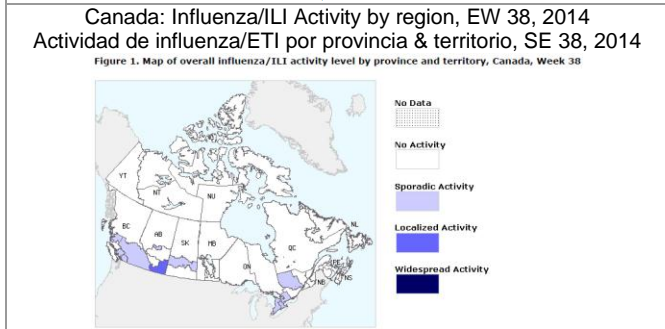 Canada: Influenza/ILI Activity by region, EW 38, 2014
Actividad de influenza/ETI por provincia & territorio, SE 38, 2014
Figure 1. Map of overall influenza/ILI activity level by province and territory, Canada, Week 38
No Data
No Activity
Sporadic Activity
Localized Activity
Widespread Activity
YT
NT
NU
BC
AB
SK
MB
ON
QC
NL
PE
NB
NS